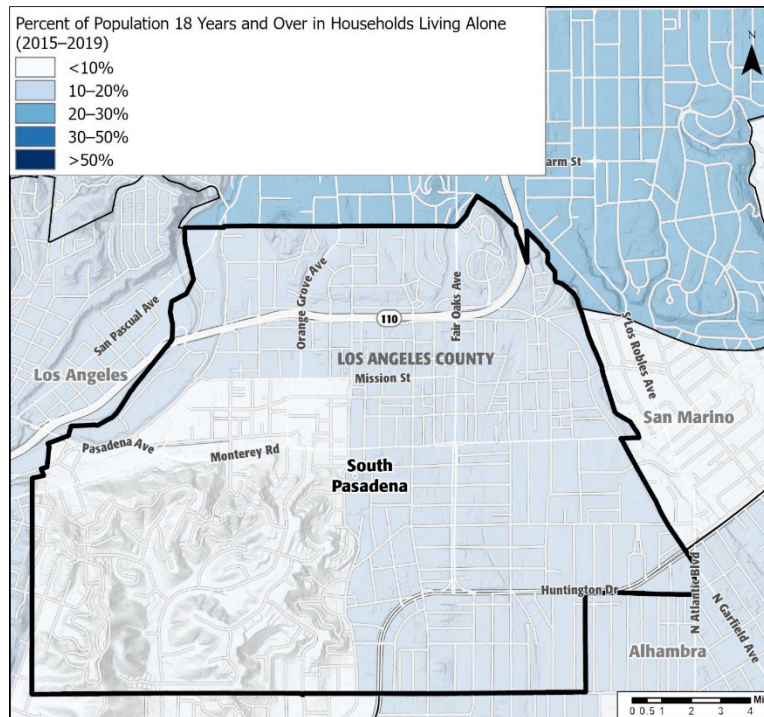 Percent of Population 18 Years and Over in Households Living Alone
(2015–2019)
<10%
10–20%
20–30%
30–50%
>50%
N
arm St
San Pascual Ave
Orange Grove Ave
Fair Oaks Ave
110
S Los Robles Ave
Los Angeles
LOS ANGELES COUNTY
Mission St
San Marino
Pasadena Ave
Monterey Rd
South
Pasadena
Huntington Dr
N Atlantic Blvd
N Garfield Ave
Alhambra
Mi
0 0.5 1 2 3 4